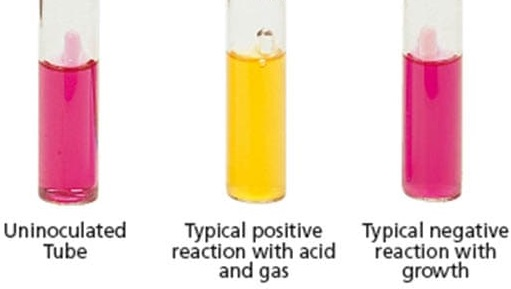 Uninoculated
Tube
Typical positive
reaction with acid
and gas
Typical negative
reaction with
growth